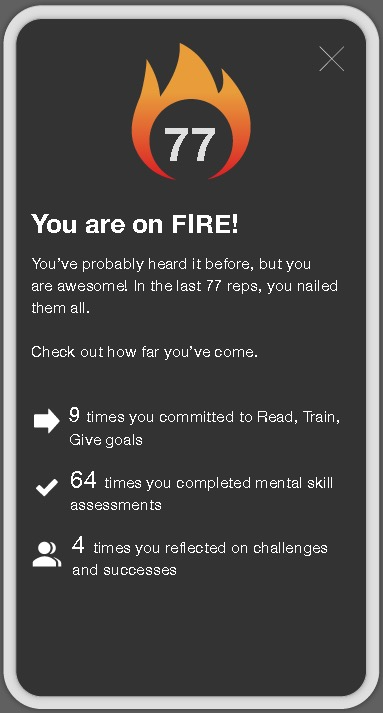 77
You are on FIRE!
You've probably heard it before, but you
are awesome! In the last 77 reps, you nailed
them all.
Check out how far you've come.
9 times you committed to Read, Train,
Give goals
64 times you completed mental skill
assessments
4 times you reflected on challenges
and successes